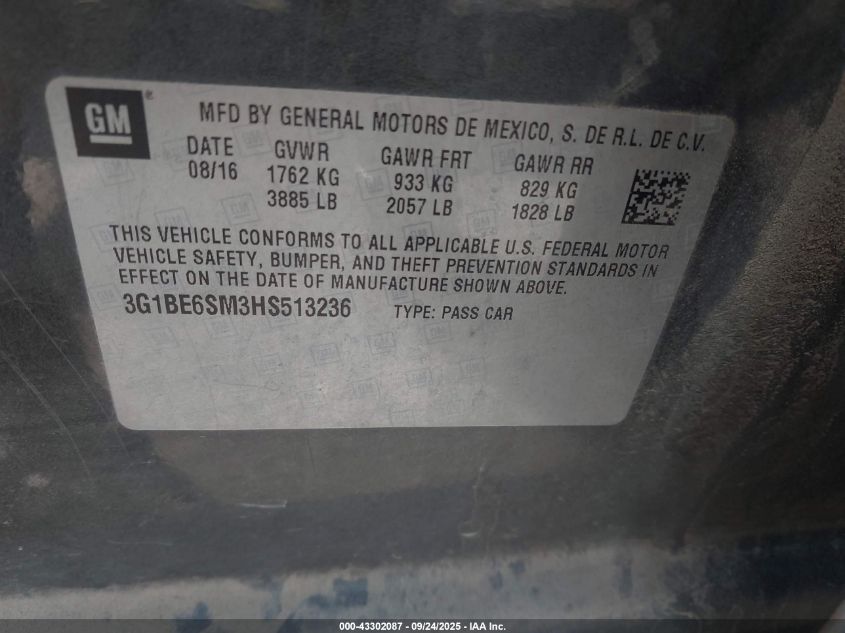 GM
MFD BY GENERAL MOTORS DE MEXICO, S. DE R.L. DE C.V.
DATE GVWR GAWR FRT GAWR RR
08/16 1762 KG 933 KG 829 KG
3885 LB 2057 LB 1828 LB
THIS VEHICLE CONFORMS TO ALL APPLICABLE U.S. FEDERAL MOTOR
VEHICLE SAFETY, BUMPER, AND THEFT PREVENTION STANDARDS IN
EFFECT ON THE DATE OF MANUFACTURE SHOWN ABOVE.
3G1BE6SM3HS513236 TYPE: PASS CAR
000-43302087 - 09/24/2025 - IAA Inc.